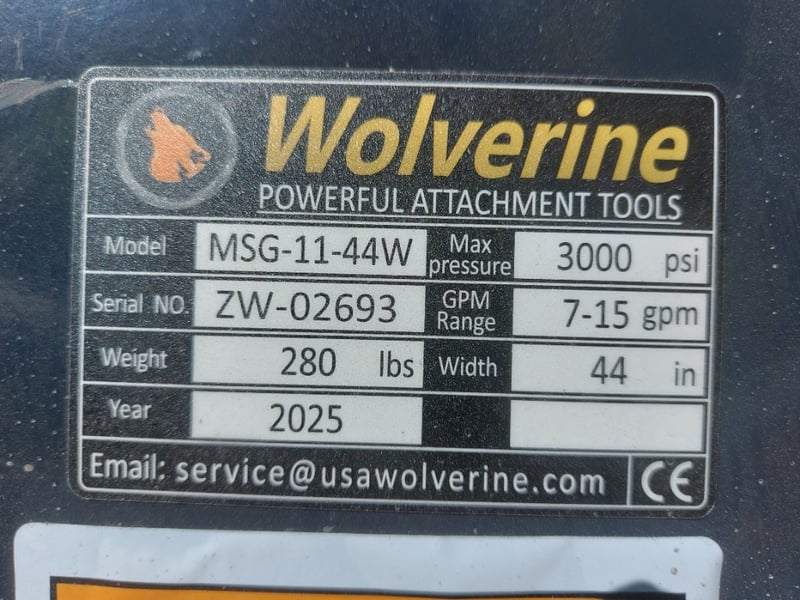 Wolverine
POWERFUL ATTACHMENT TOOLS
Model MSG-11-44W Max pressure 3000 psi
Serial NO. ZW-02693 GPM Range 7-15 gpm
Weight 280 lbs Width 44 in
Year 2025
Email: service@usawolverine.com CE